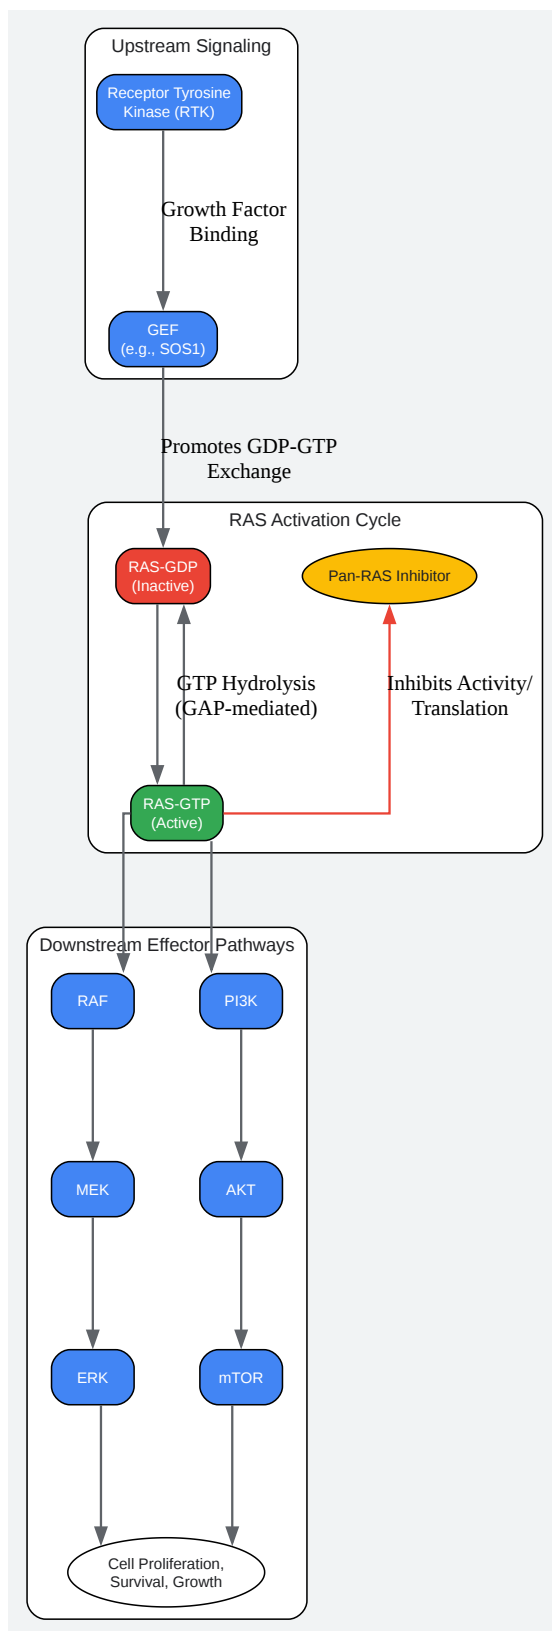 Upstream Signaling
Receptor Tyrosine
Kinase (RTK)
Growth Factor
Binding
GEF
(e.g., SOS1)
Promotes GDP-GTP
Exchange
RAS Activation Cycle
RAS-GDP
(Inactive)
Pan-RAS Inhibitor
GTP Hydrolysis
(GAP-mediated)
Inhibits Activity/
Translation
RAS-GTP
(Active)
Downstream Effector Pathways
RAF
PI3K
MEK
AKT
ERK
mTOR
Cell Proliferation,
Survival, Growth